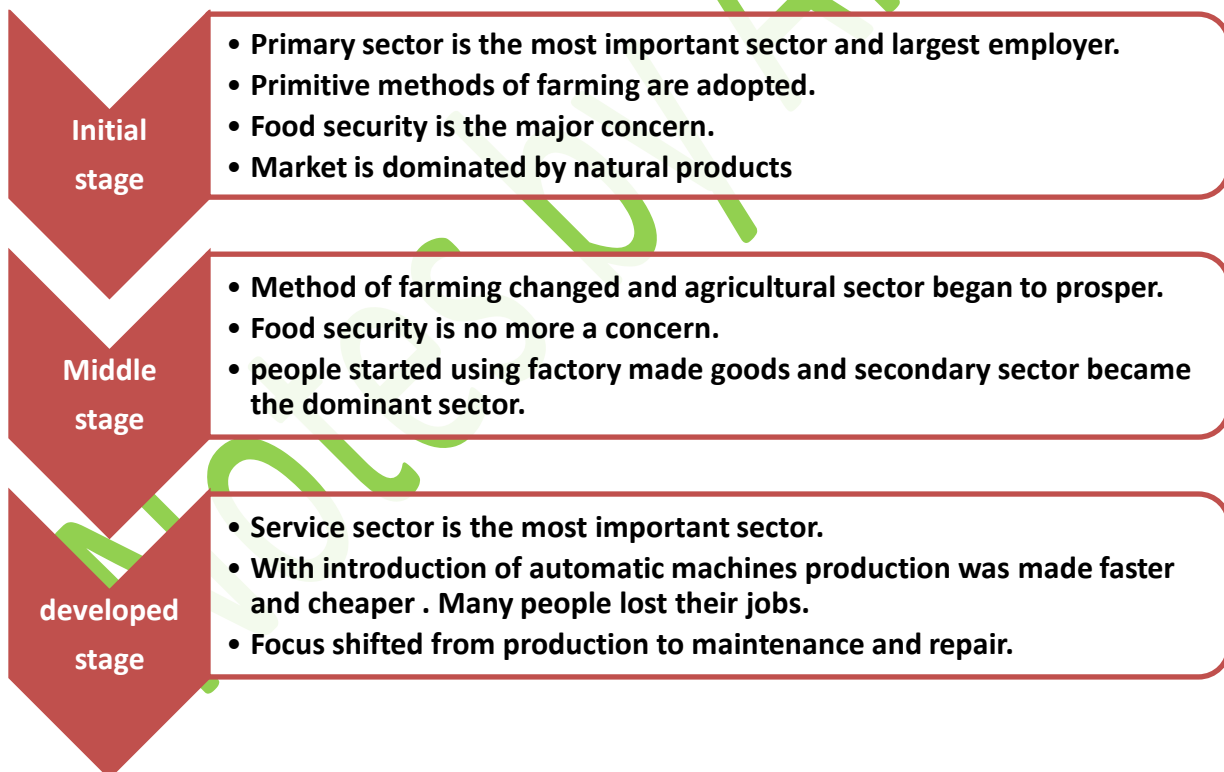 Initial
stage
• Primary sector is the most important sector and largest employer.
• Primitive methods of farming are adopted.
• Food security is the major concern.
• Market is dominated by natural products
Middle
stage
• Method of farming changed and agricultural sector began to prosper.
• Food security is no more a concern.
• people started using factory made goods and secondary sector became
the dominant sector.
developed
stage
• Service sector is the most important sector.
• With introduction of automatic machines production was made faster
and cheaper . Many people lost their jobs.
• Focus shifted from production to maintenance and repair.
Notes by